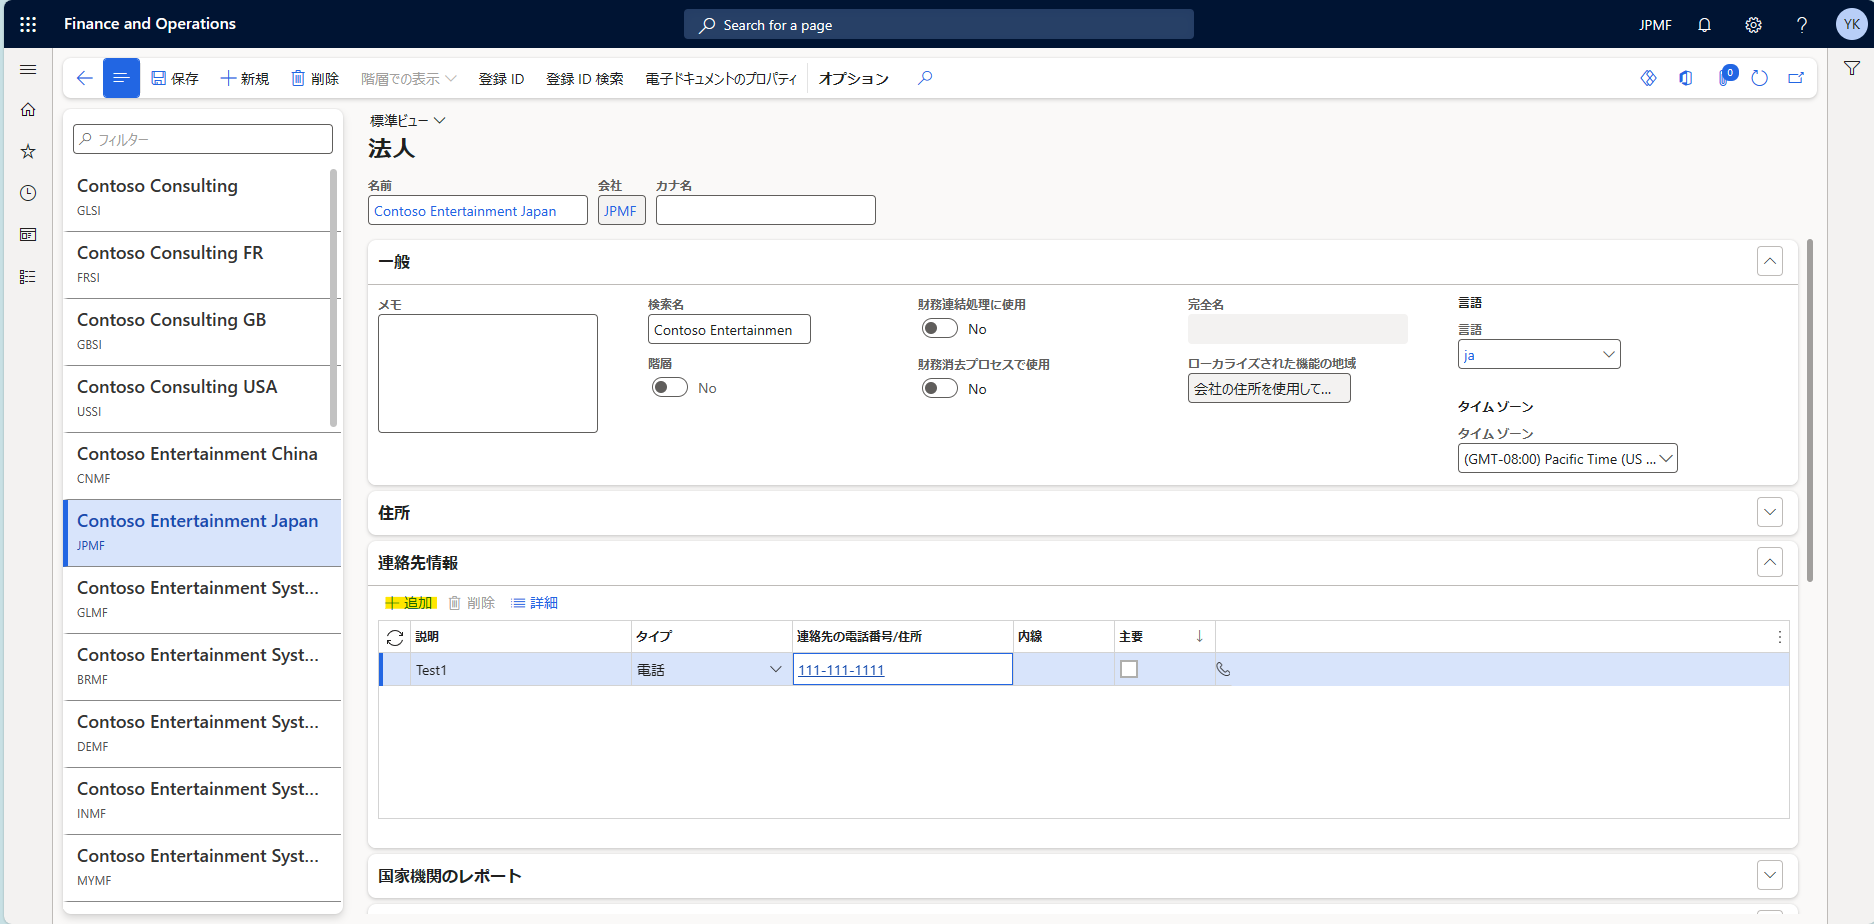 Finance and Operations
Search for a page
JPMF
YK
保存
新規
削除
階層での表示
登録 ID
登録 ID 検索
電子ドキュメントのプロパティ
オプション
0
フィルター
Contoso Consulting
GLSI
Contoso Consulting FR
FRSI
Contoso Consulting GB
GBSI
Contoso Consulting USA
USSI
Contoso Entertainment China
CNMF
Contoso Entertainment Japan
JPMF
Contoso Entertainment Syst...
GLMF
Contoso Entertainment Syst...
BRMF
Contoso Entertainment Syst...
DEMF
Contoso Entertainment Syst...
INMF
Contoso Entertainment Syst...
MYMF
標準ビュー
法人
名前
会社
カナ名
Contoso Entertainment Japan
JPMF
一般
メモ
検索名
Contoso Entertainmen
階層
No
財務連結処理に使用
No
財務消去プロセスで使用
No
完全名
ローカライズされた機能の地域
会社の住所を使用して...
言語
言語
ja
タイム ゾーン
タイム ゾーン
(GMT-08:00) Pacific Time (US ...
住所
連絡先情報
追加
削除
詳細
説明
タイプ
連絡先の電話番号/住所
内線
主要
Test1
電話
111-111-1111
国家機関のレポート